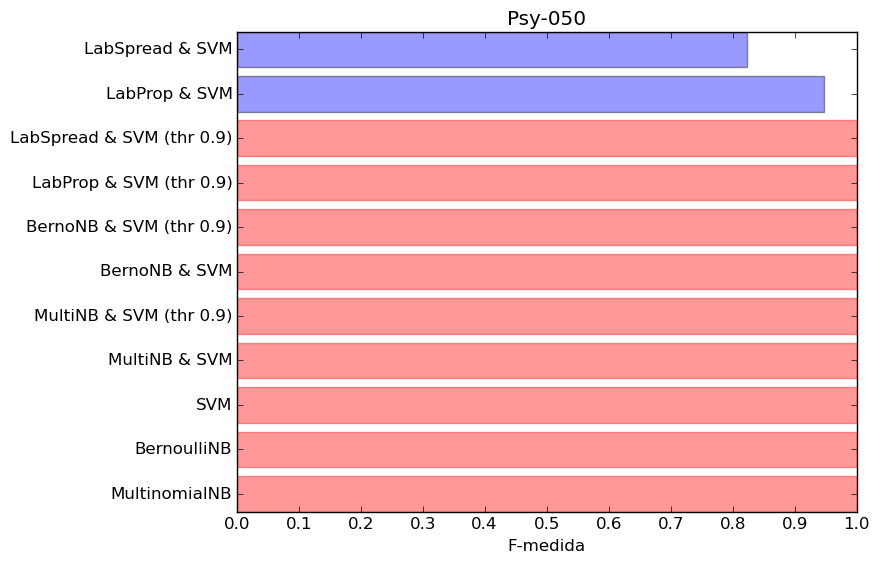 Psy-050
LabSpread & SVM
LabProp & SVM
LabSpread & SVM (thr 0.9)
LabProp & SVM (thr 0.9)
BernoNB & SVM (thr 0.9)
BernoNB & SVM
MultiNB & SVM (thr 0.9)
MultiNB & SVM
SVM
BernoulliNB
MultinomialNB
0.0 0.1 0.2 0.3 0.4 0.5 0.6 0.7 0.8 0.9 1.0
F-medida